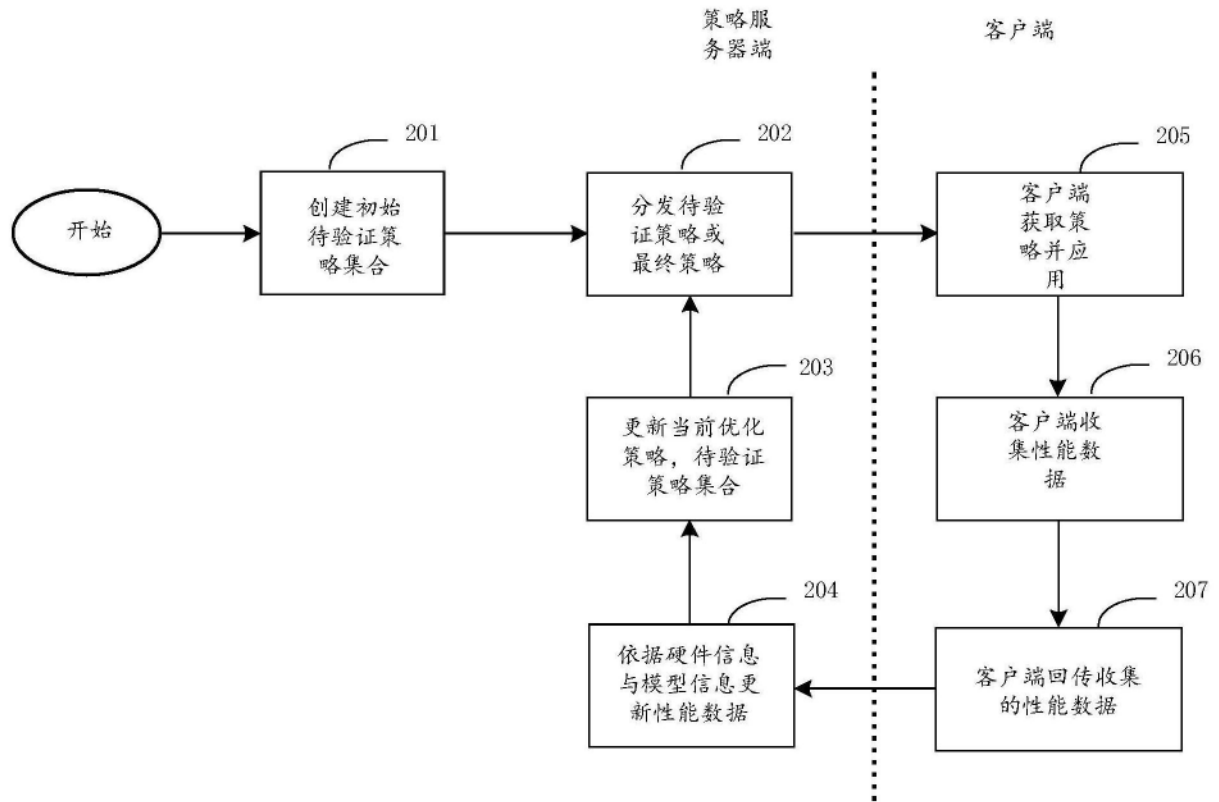 策略服
务器端
客户端
201
202
205
开始
创建初始
待验证策
略集合
分发待验
证策略或
最终策略
客户端
获取策
略并应
用
203
206
更新当前优化
策略，待验证
策略集合
客户端收
集性能数
据
204
207
依据硬件信息
与模型信息更
新性能数据
客户端回传收集
的性能数据